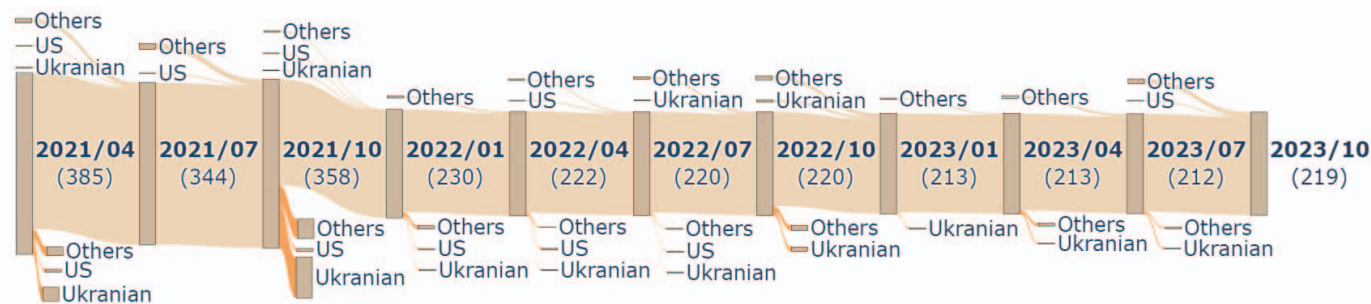 Others
US
Ukranian
2021/04
(385)
Others
US
Ukranian
Others
US
2021/07
(344)
Others
US
Ukranian
2021/10
(358)
Others
US
Ukranian
Others
2022/01
(230)
Others
US
Ukranian
Others
US
2022/04
(222)
Others
US
Ukranian
Others
Ukranian
2022/07
(220)
Others
US
Ukranian
Others
Ukranian
2022/10
(220)
Others
Ukranian
Others
2023/01
(213)
Ukranian
Others
2023/04
(213)
Others
Ukranian
Others
US
2023/07
(212)
Others
Ukranian
2023/10
(219)